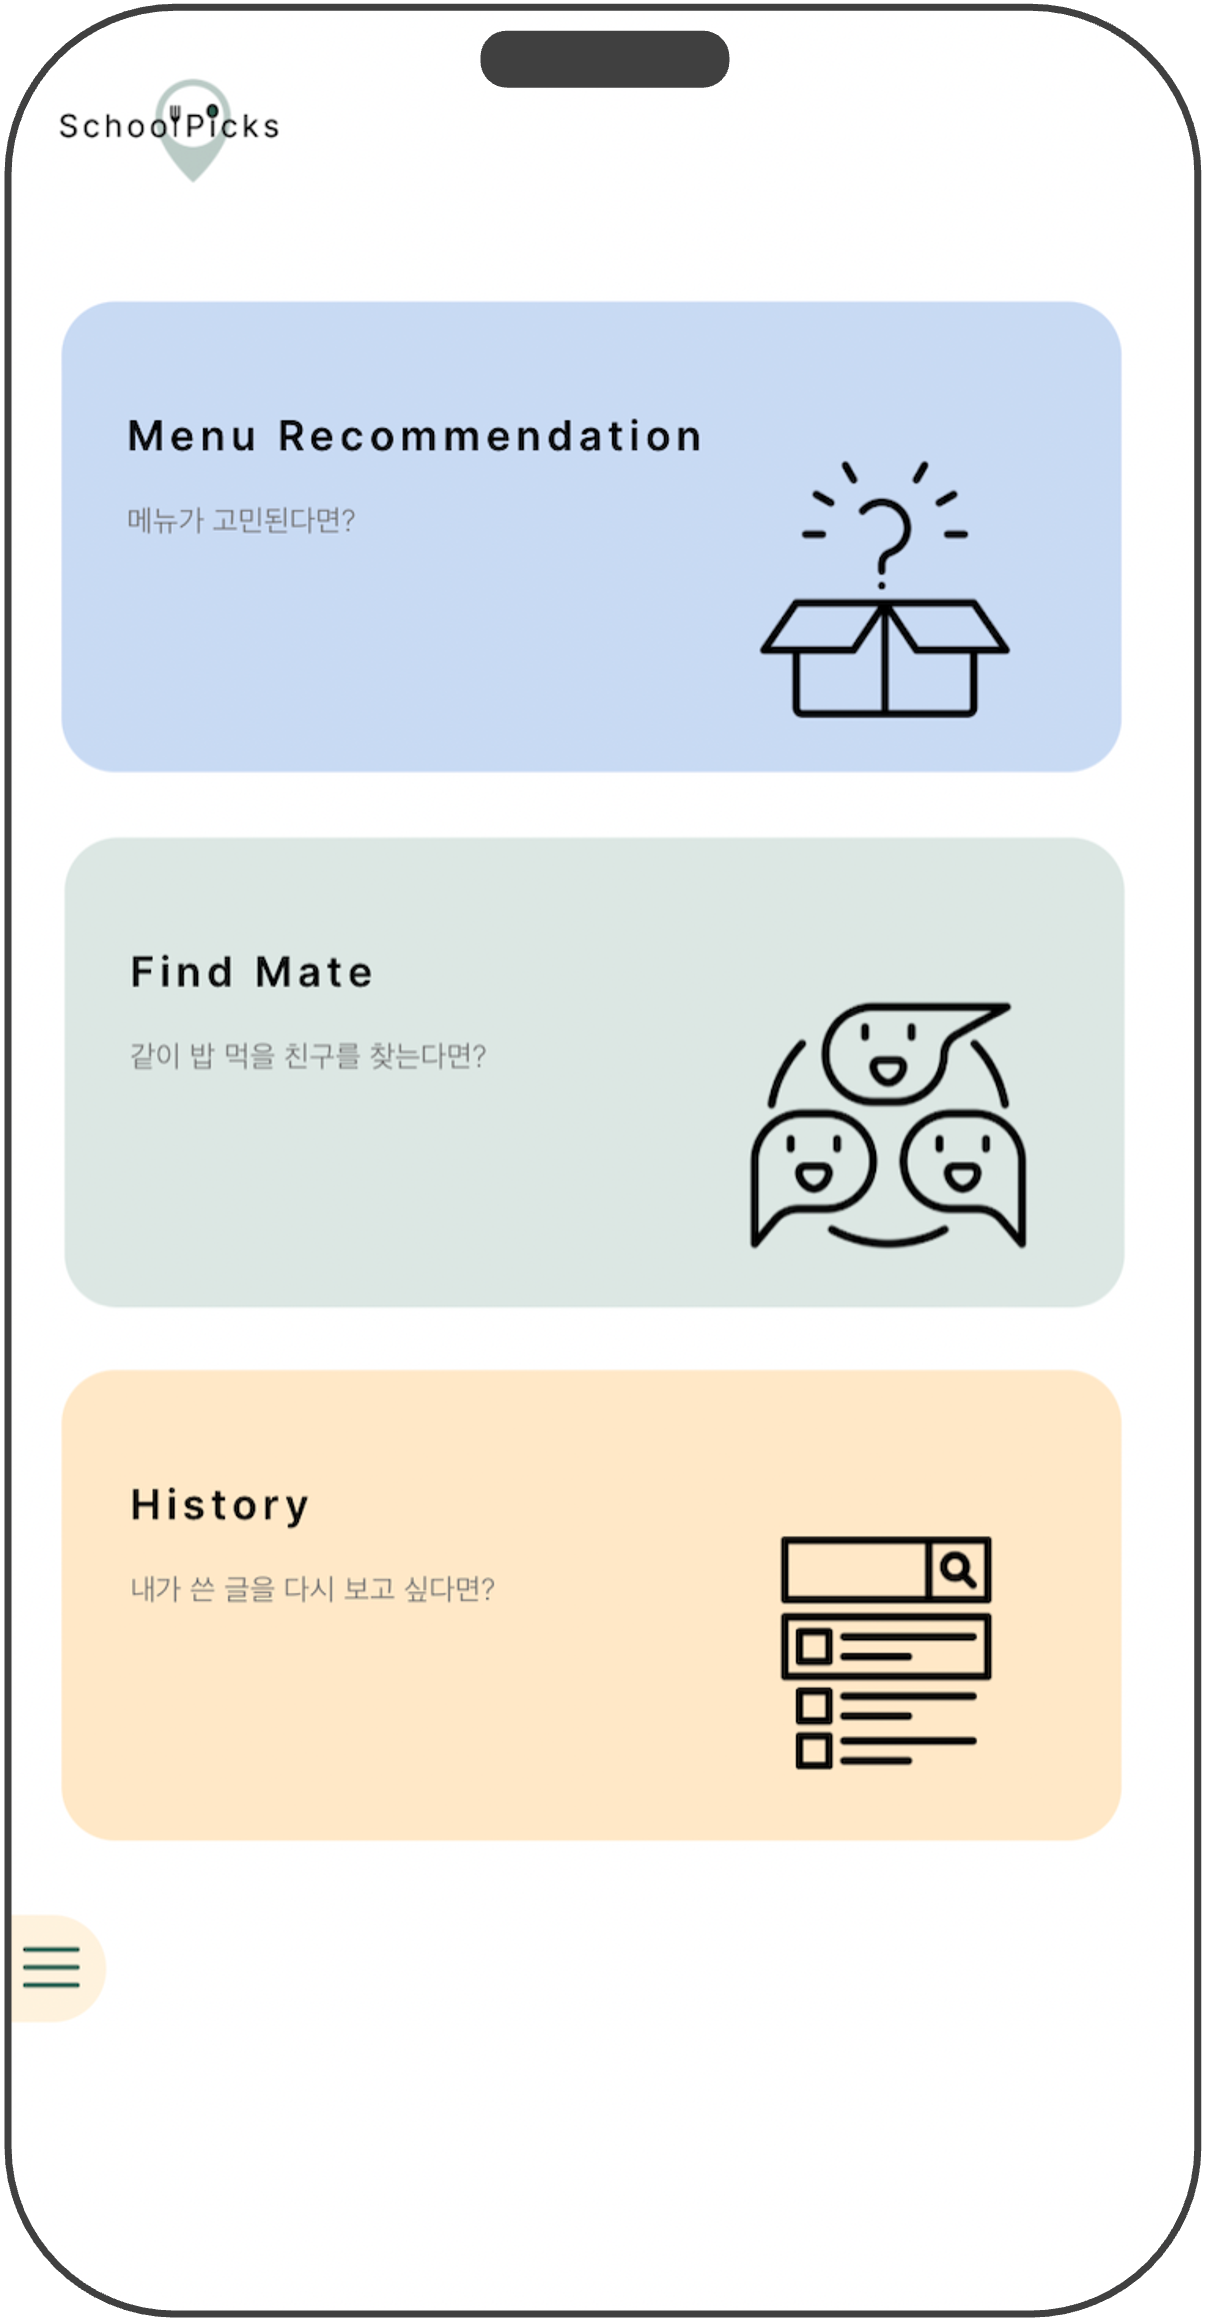 SchoolPicks
Menu Recommendation
메뉴가 고민된다면?
Find Mate
같이 밥 먹을 친구를 찾는다면?
History
내가 쓴 글을 다시 보고 싶다면?